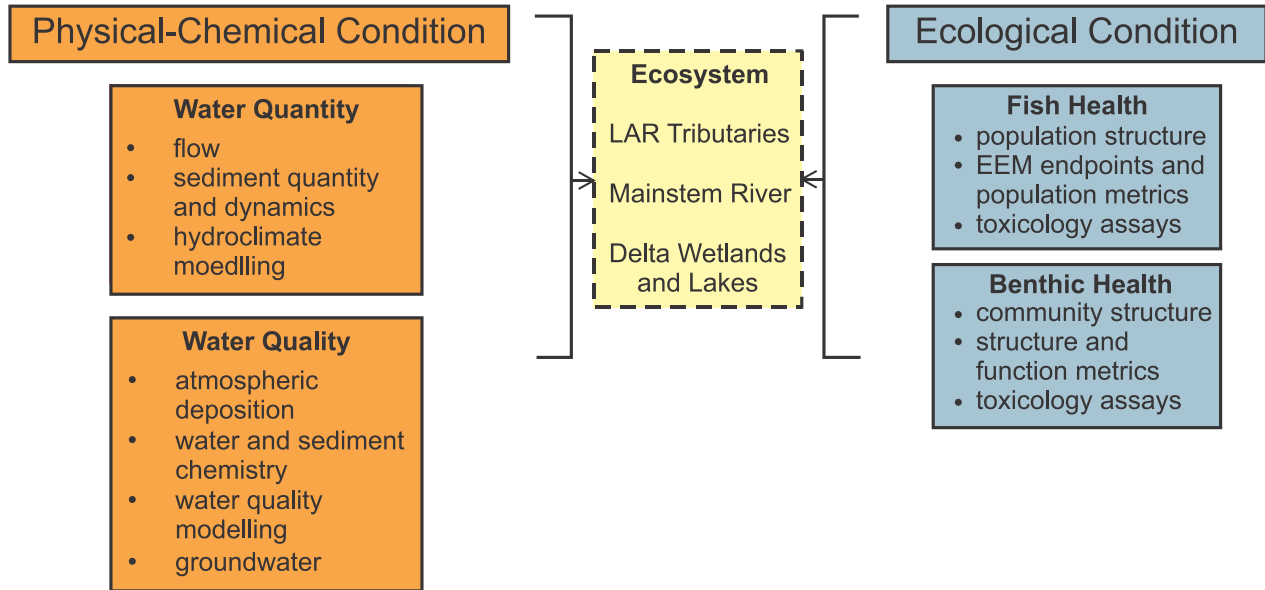 Physical-Chemical Condition
Water Quantity
• flow
• sediment quantity
and dynamics
• hydroclimate
moedlling
Water Quality
• atmospheric
deposition
• water and sediment
chemistry
• water quality
modelling
• groundwater
Ecosystem
LAR Tributaries
Mainstem River
Delta Wetlands
and Lakes
Ecological Condition
Fish Health
• population structure
• EEM endpoints and
population metrics
• toxicology assays
Benthic Health
• community structure
• structure and
function metrics
• toxicology assays